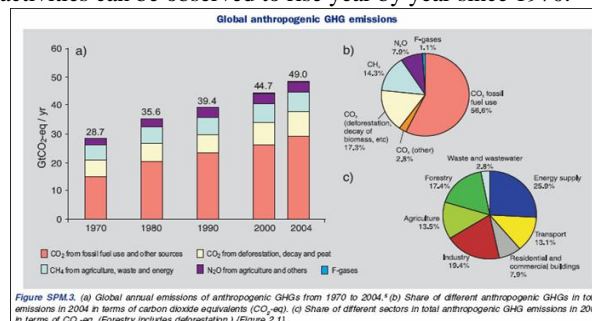 activities can be observed to rise year by year since 1970.
Global anthropogenic GHG emissions
a)
GtCO₂-eq / yr
60
50
40
30
20
10
0
28.7
35.6
39.4
44.7
49.0
1970
1980
1990
2000
2004
CO₂ from fossil fuel use and other sources
CO₂ from deforestation, decay and peat
CH₄ from agriculture, waste and energy
N₂O from agriculture and others
F-gases
b)
F-gases
1.1%
N₂O
7.9%
CH₄
14.3%
CO₂ fossil
fuel use
56.6%
CO₂
(deforestation,
decay of
biomass, etc)
17.3%
CO₂ (other)
2.8%
c)
Waste and wastewater
2.8%
Forestry
17.4%
Energy supply
25.9%
Agriculture
13.5%
Transport
13.1%
Industry
19.4%
Residential and
commercial buildings
7.9%
Figure SPM.3. (a) Global annual emissions of anthropogenic GHGs from 1970 to 2004.⁵ (b) Share of different anthropogenic GHGs in
emissions in 2004 in terms of carbon dioxide equivalents (CO₂-eq). (c) Share of different sectors in total anthropogenic GHG emissions in
in terms of CO₂-eq. (Forestry includes deforestation.) {Figure 2.1}